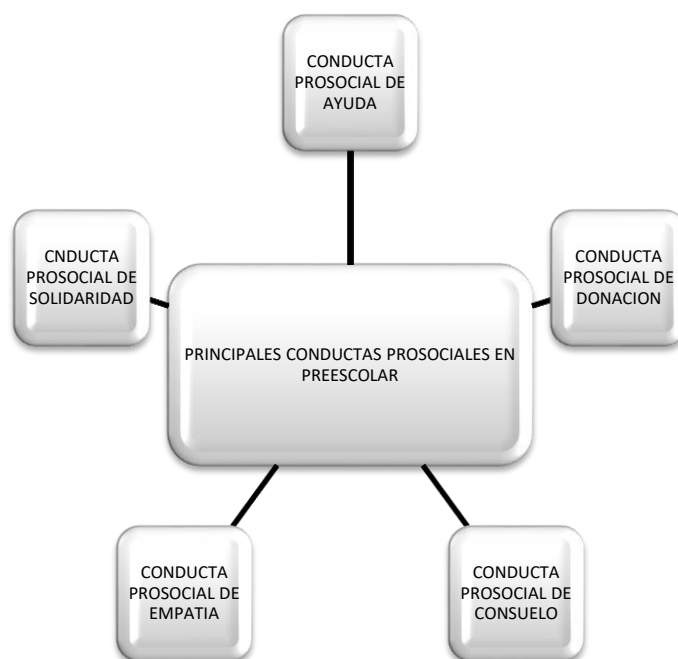 CONDUCTA
PROSOCIAL DE
AYUDA
CNDUCTA
PROSOCIAL DE
SOLIDARIDAD
CONDUCTA
PROSOCIAL DE
DONACION
PRINCIPALES CONDUCTAS PROSOCIALES EN
PREESCOLAR
CONDUCTA
PROSOCIAL DE
EMPATIA
CONDUCTA
PROSOCIAL DE
CONSUELO